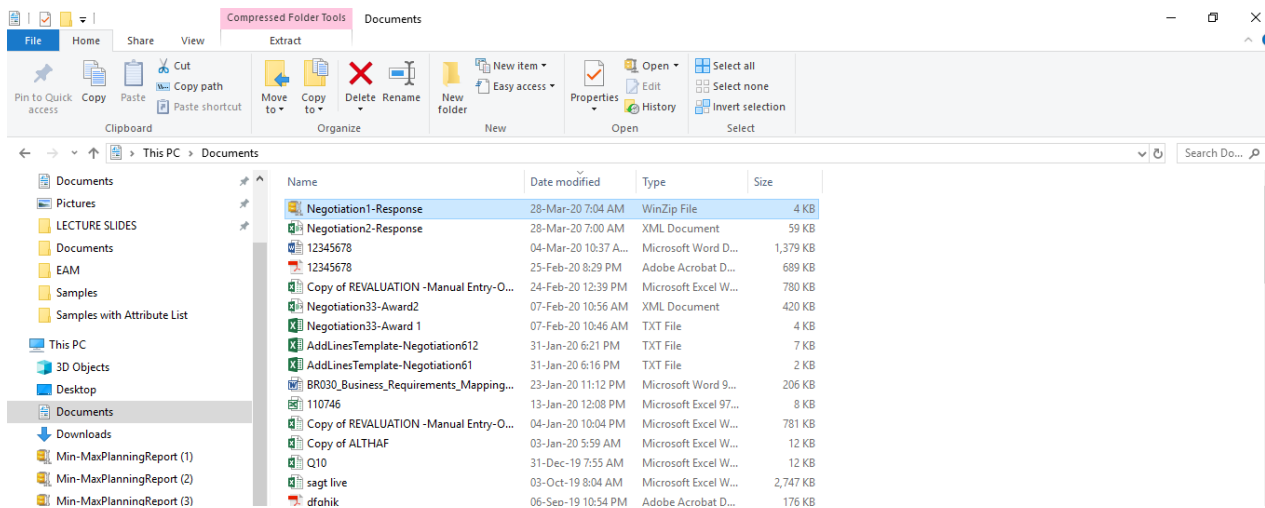 Compressed Folder Tools Documents
File Home Share View Extract
Pin to Quick access
Copy
Paste
Cut
Copy path
Paste shortcut
Clipboard
Move to
Copy to
Delete
Rename
Organize
New folder
New item
Easy access
New
Properties
Open
Edit
History
Open
Select all
Select none
Invert selection
Select
This PC > Documents
Search Do...
Documents
Pictures
LECTURE SLIDES
Documents
EAM
Samples
Samples with Attribute List
This PC
3D Objects
Desktop
Documents
Downloads
Min-MaxPlanningReport (1)
Min-MaxPlanningReport (2)
Min-MaxPlanningReport (3)
Name Date modified Type Size
Negotiation1-Response 28-Mar-20 7:04 AM WinZip File 4 KB
Negotiation2-Response 28-Mar-20 7:00 AM XML Document 59 KB
12345678 04-Mar-20 10:37 A... Microsoft Word D... 1,379 KB
12345678 25-Feb-20 8:29 PM Adobe Acrobat D... 689 KB
Copy of REVALUATION -Manual Entry-O... 24-Feb-20 12:39 PM Microsoft Excel W... 780 KB
Negotiation33-Award2 07-Feb-20 10:56 AM XML Document 420 KB
Negotiation33-Award 1 07-Feb-20 10:46 AM TXT File 4 KB
AddLinesTemplate-Negotiation612 31-Jan-20 6:21 PM TXT File 7 KB
AddLinesTemplate-Negotiation61 31-Jan-20 6:16 PM TXT File 2 KB
BR030_Business_Requirements_Mapping... 23-Jan-20 11:12 PM Microsoft Word 9... 206 KB
110746 13-Jan-20 12:08 PM Microsoft Excel 97... 8 KB
Copy of REVALUATION -Manual Entry-O... 04-Jan-20 10:04 PM Microsoft Excel W... 781 KB
Copy of ALTHAF 03-Jan-20 5:59 AM Microsoft Excel W... 12 KB
Q10 31-Dec-19 7:55 AM Microsoft Excel W... 12 KB
sagt live 03-Oct-19 8:04 AM Microsoft Excel W... 2,747 KB
dfghik 06-Sep-19 10:54 PM Adobe Acrobat D... 176 KB